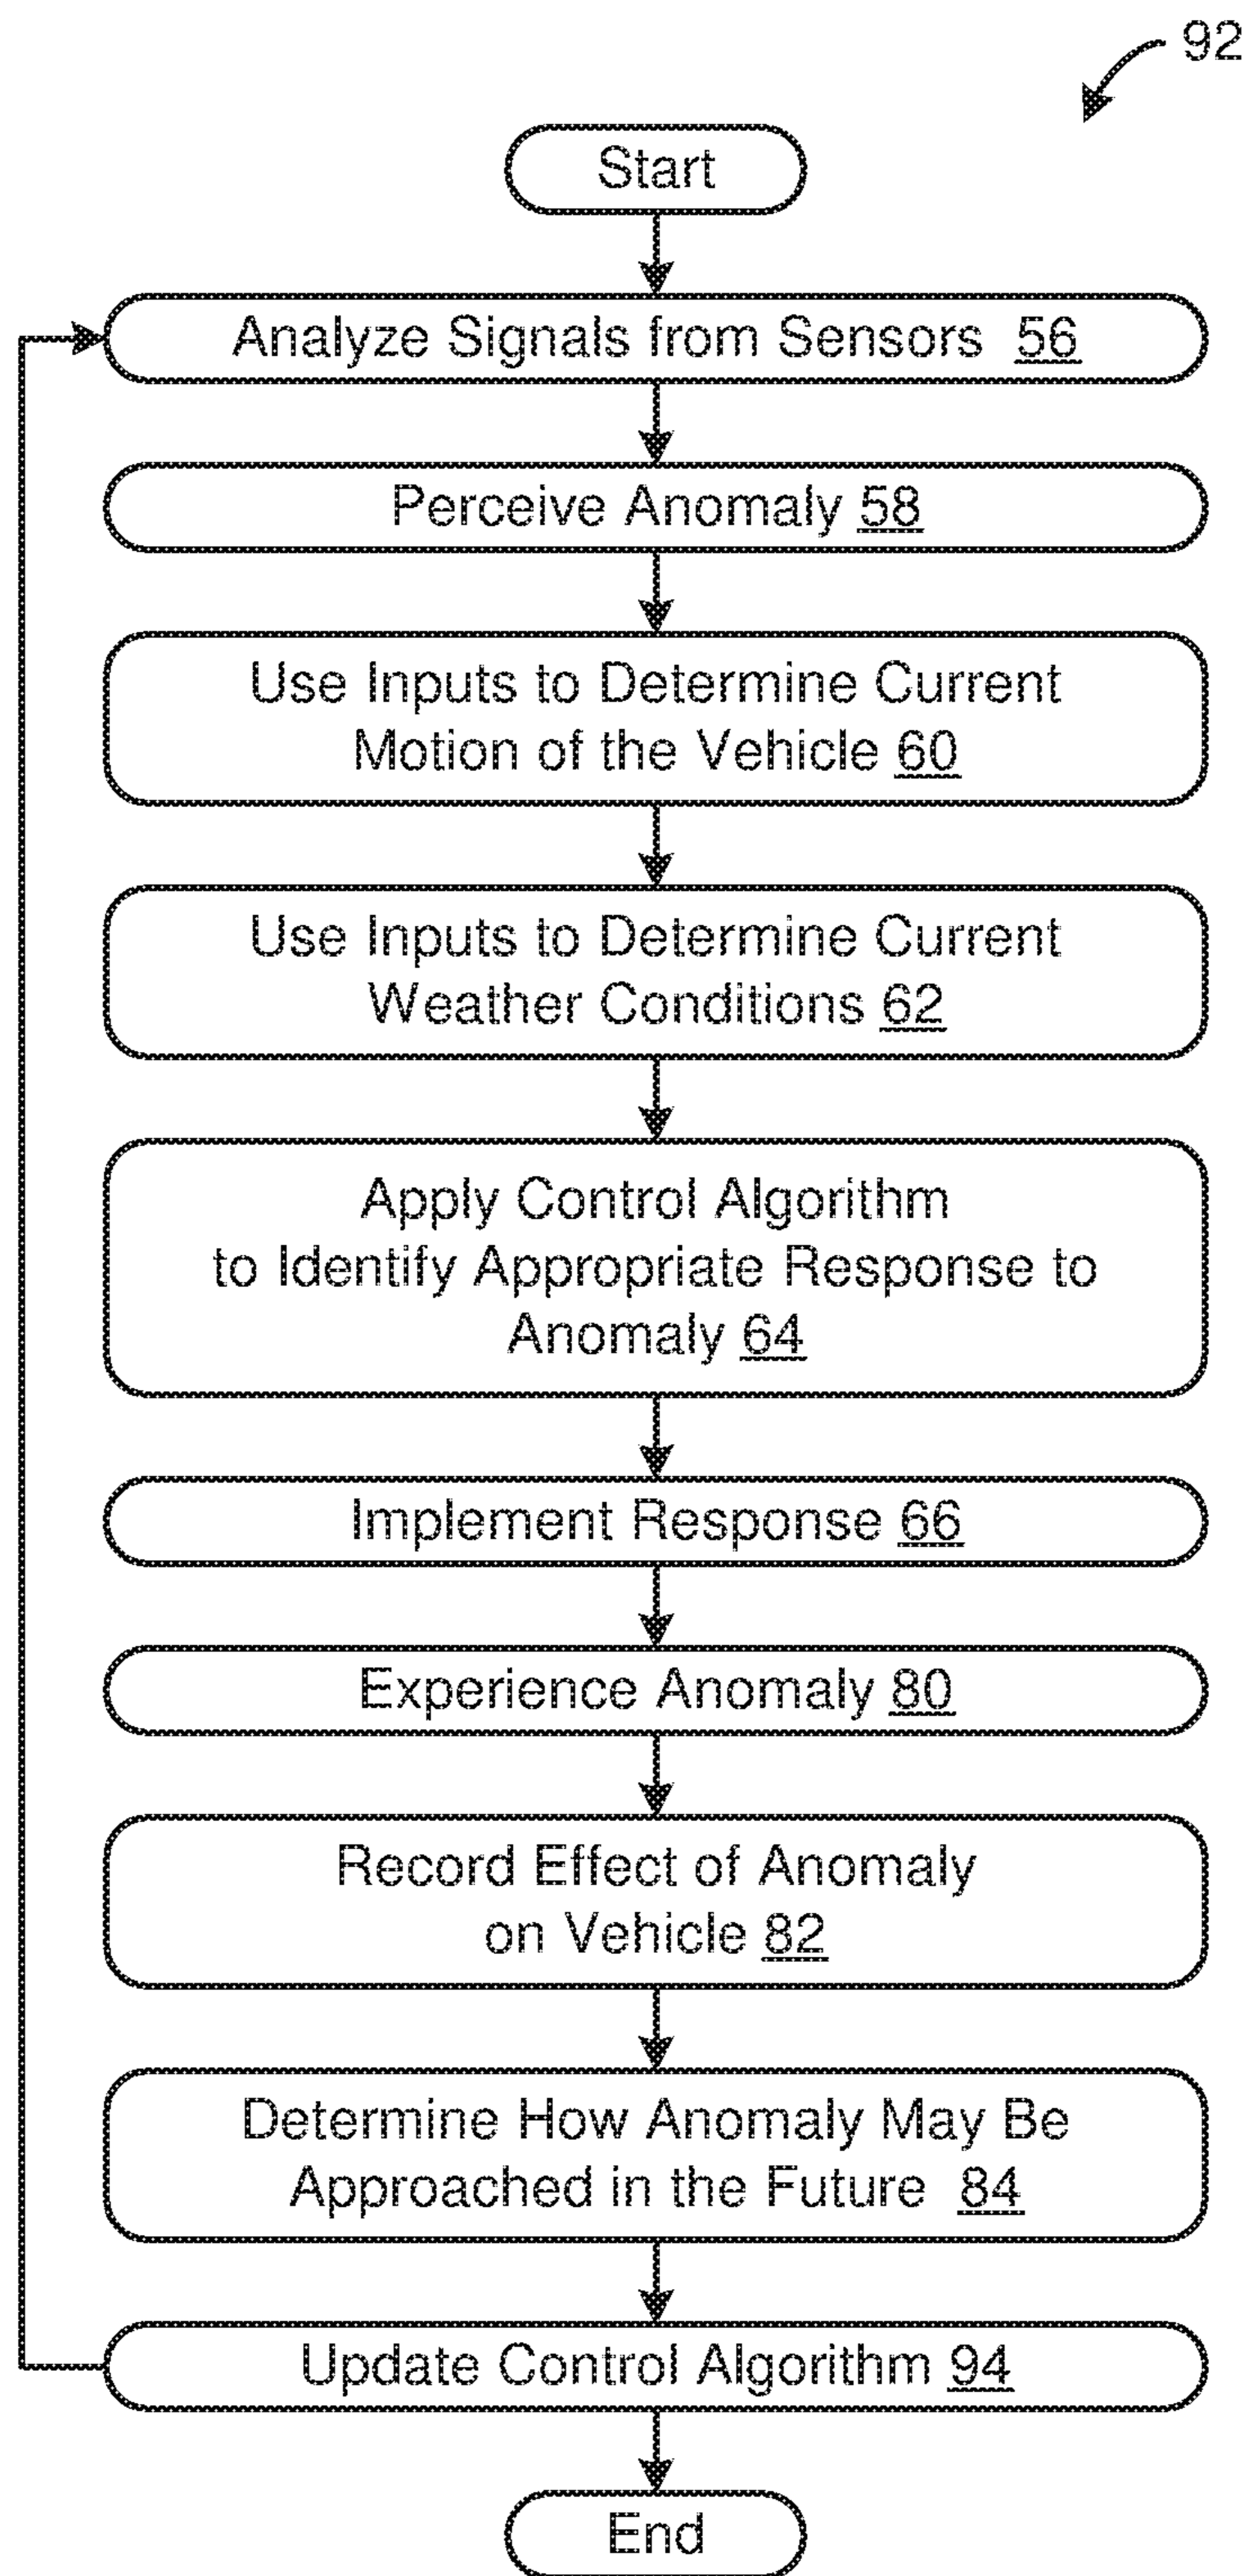 92
Start
Analyze Signals from Sensors 56
Perceive Anomaly 58
Use Inputs to Determine Current
Motion of the Vehicle 60
Use Inputs to Determine Current
Weather Conditions 62
Apply Control Algorithm
to Identify Appropriate Response to
Anomaly 64
Implement Response 66
Experience Anomaly 80
Record Effect of Anomaly
on Vehicle 82
Determine How Anomaly May Be
Approached in the Future 84
Update Control Algorithm 94
End